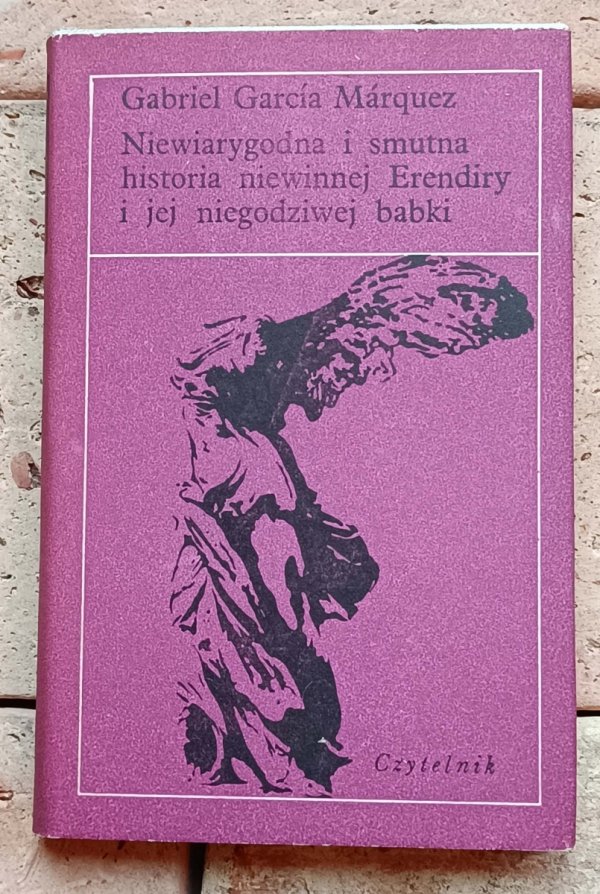 Gabriel García Márquez
Niewiarygodna i smutna
historia niewinnej Erendiry
i jej niegodziwej babki
Czytelnik